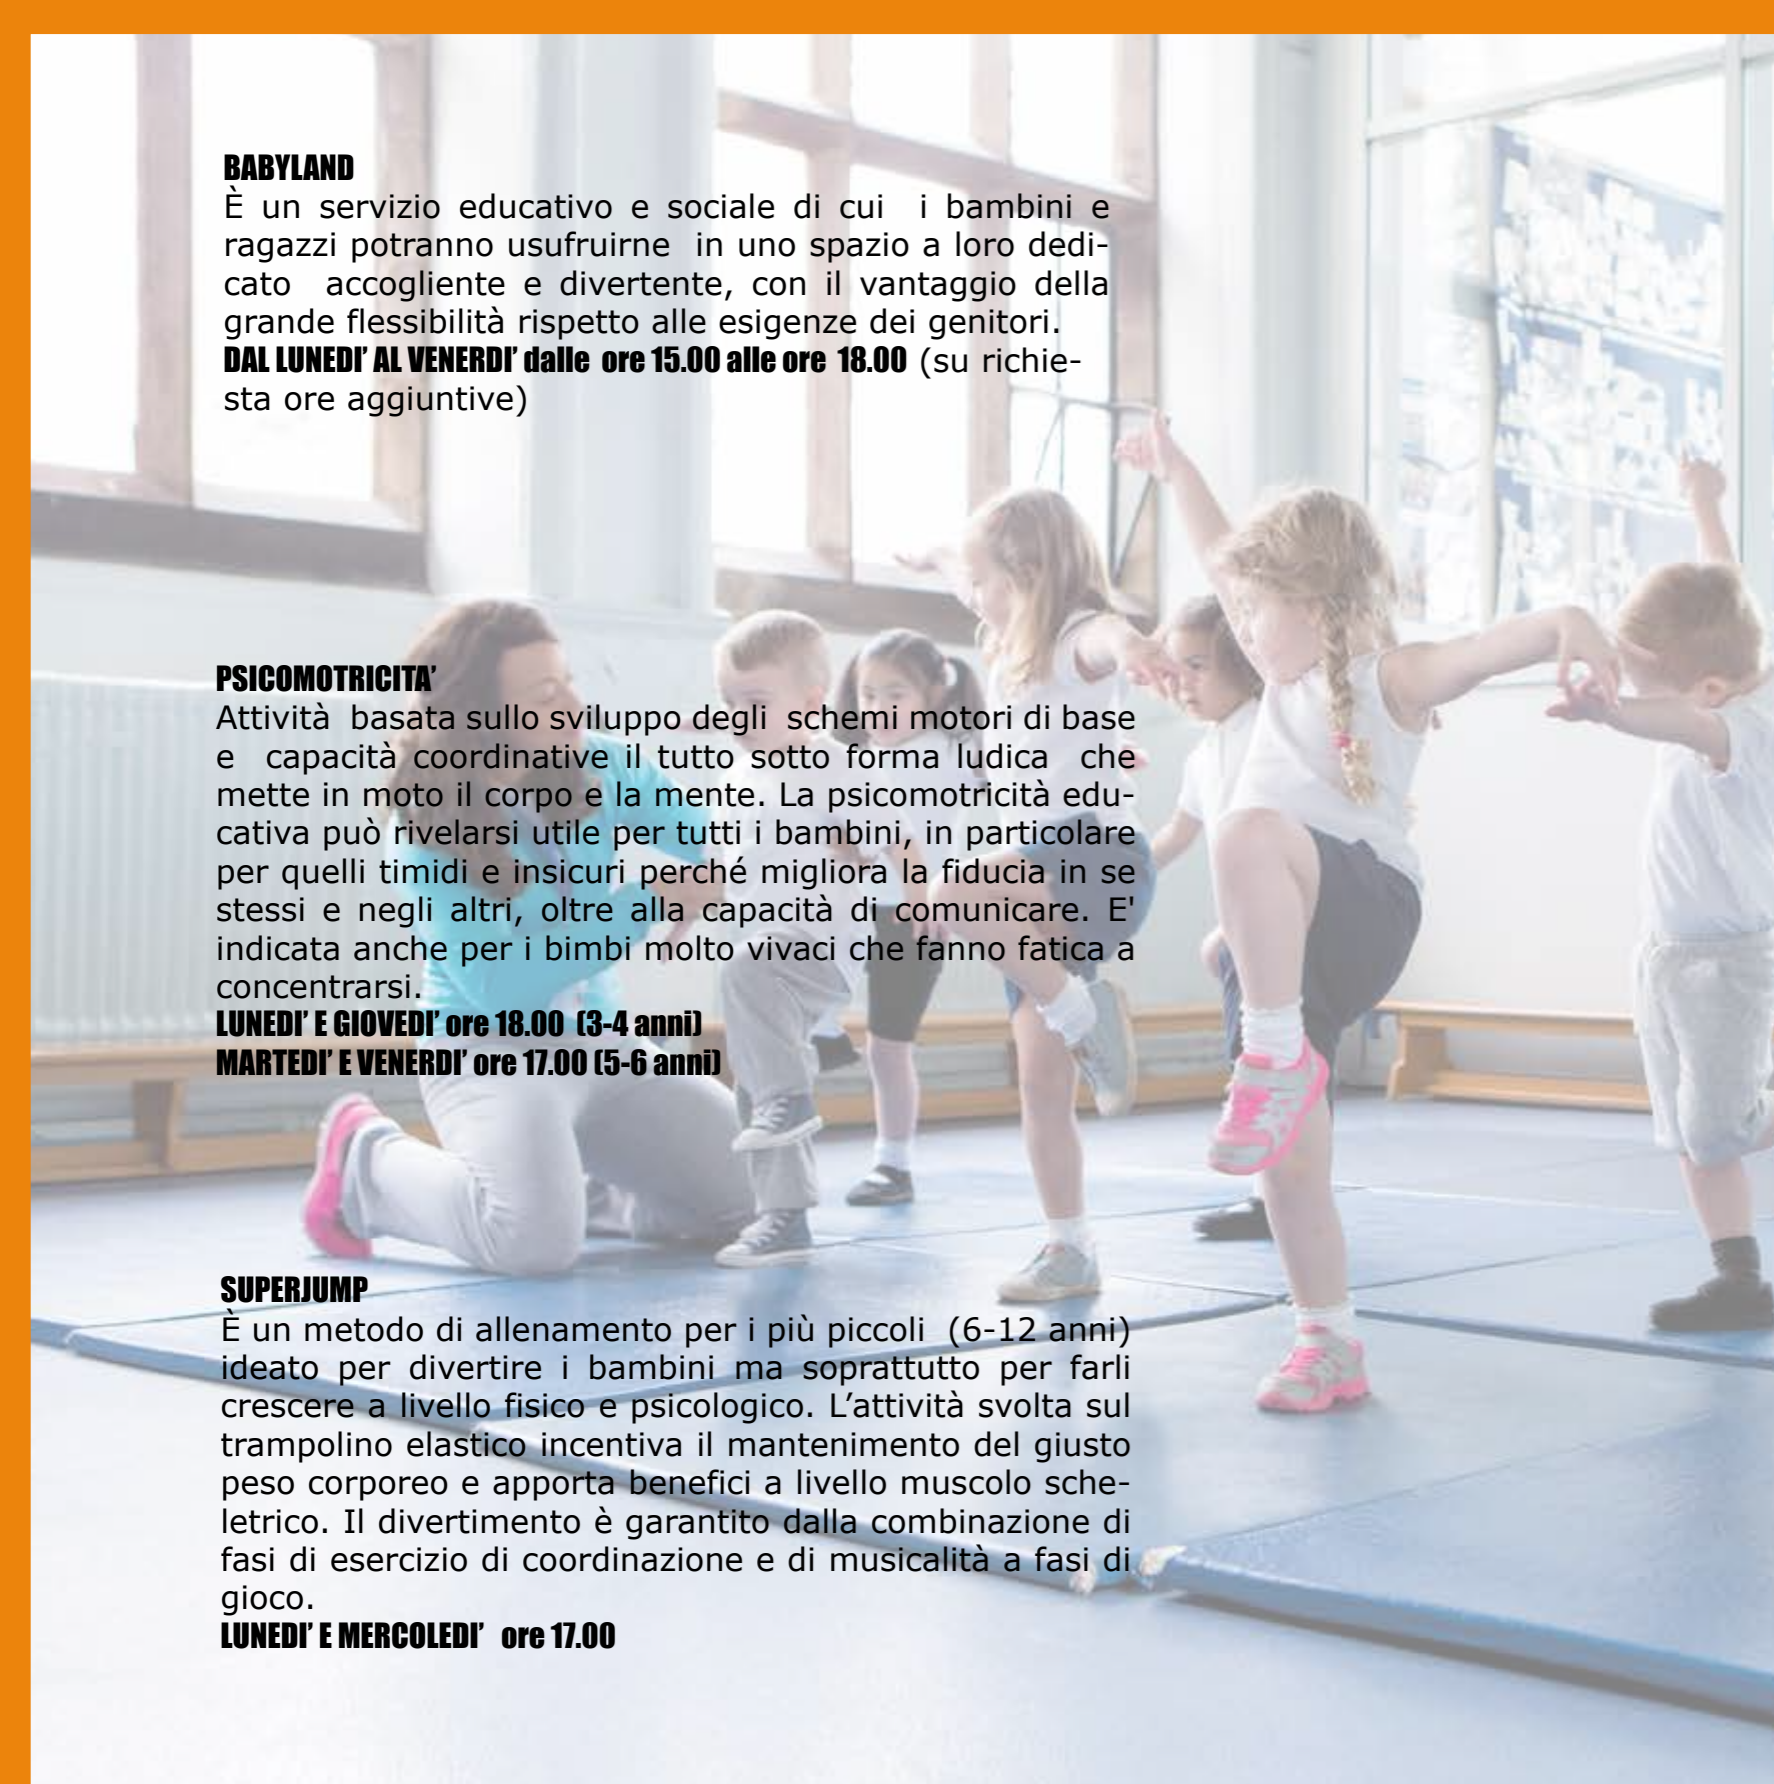 BABYLAND
È un servizio educativo e sociale di cui i bambini e
ragazzi potranno usufruirne in uno spazio a loro dedi-
cato accogliente e divertente, con il vantaggio della
grande flessibilità rispetto alle esigenze dei genitori.
DAL LUNEDI’ AL VENERDI’ dalle ore 15.00 alle ore 18.00 (su richie-
sta ore aggiuntive)
PSICOMOTRICITA’
Attività basata sullo sviluppo degli schemi motori di base
e capacità coordinative il tutto sotto forma ludica che
mette in moto il corpo e la mente. La psicomotricità edu-
cativa può rivelarsi utile per tutti i bambini, in particolare
per quelli timidi e insicuri perché migliora la fiducia in se
stessi e negli altri, oltre alla capacità di comunicare. E'
indicata anche per i bimbi molto vivaci che fanno fatica a
concentrarsi.
LUNEDI’ E GIOVEDI’ ore 18.00 (3-4 anni)
MARTEDI’ E VENERDI’ ore 17.00 (5-6 anni)
SUPERJUMP
È un metodo di allenamento per i più piccoli (6-12 anni)
ideato per divertire i bambini ma soprattutto per farli
crescere a livello fisico e psicologico. L’attività svolta sul
trampolino elastico incentiva il mantenimento del giusto
peso corporeo e apporta benefici a livello muscolo sche-
letrico. Il divertimento è garantito dalla combinazione di
fasi di esercizio di coordinazione e di musicalità a fasi di
gioco.
LUNEDI’ E MERCOLEDI’ ore 17.00